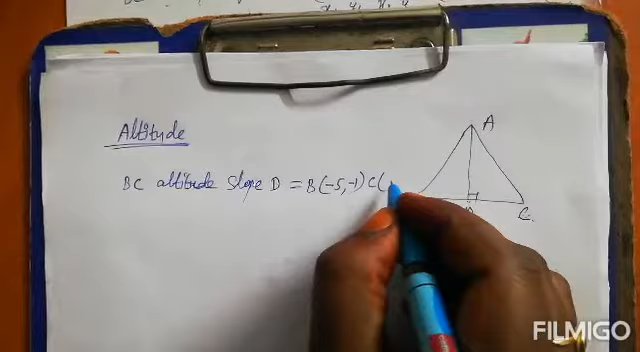 Altitude
A
BC altitude slope D = B(-5,-1) C(
D C
FILMIGO